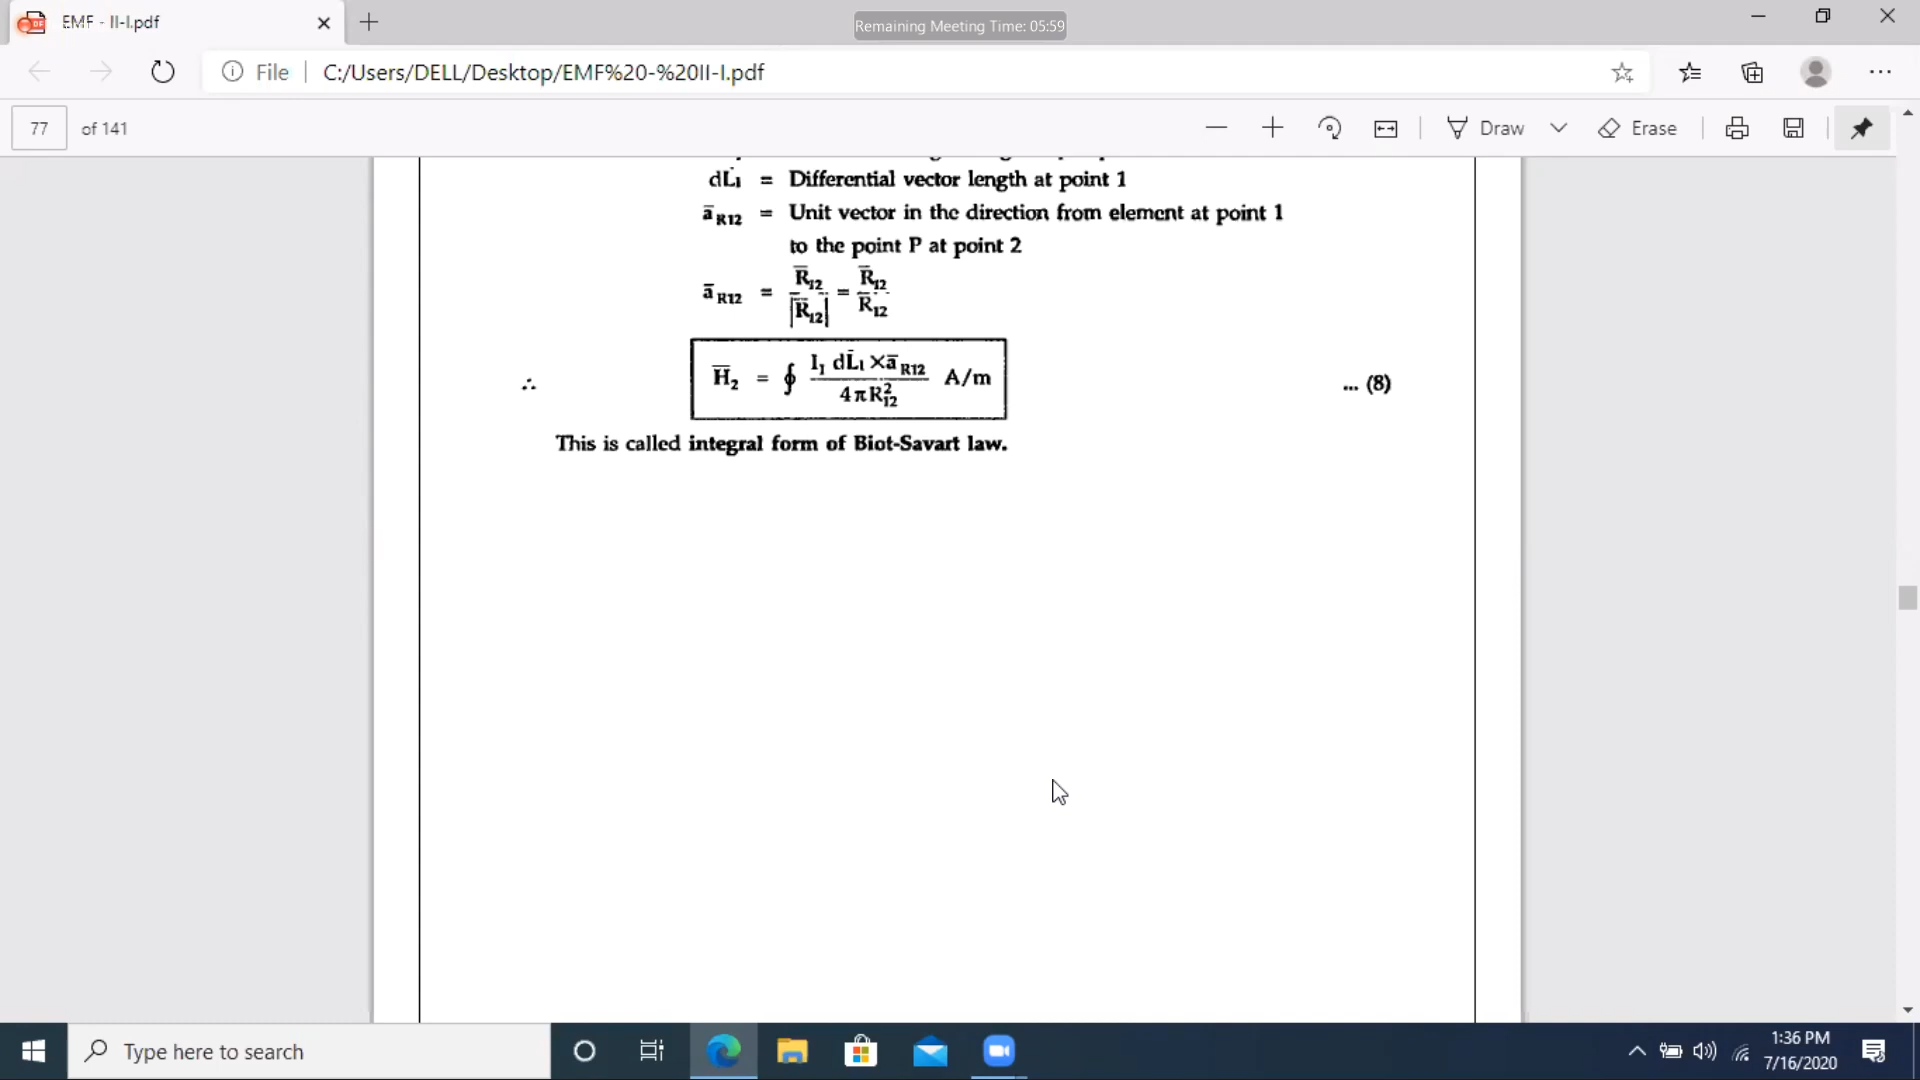 EMF - II-I.pdf
Remaining Meeting Time: 05:59
File | C:/Users/DELL/Desktop/EMF%20-%20II-I.pdf
77 of 141
Draw
Erase
dL̄₁ = Differential vector length at point 1
ā R12 = Unit vector in the direction from element at point 1
to the point P at point 2
ā R12 = R̄₁₂ / |R̄₁₂| = R̄₁₂ / R₁₂
∴ H̄₂ = ∮ I₁ dL̄₁ × ā R12 / 4πR²₁₂ A/m ... (8)
This is called integral form of Biot-Savart law.
Type here to search
1:36 PM
7/16/2020